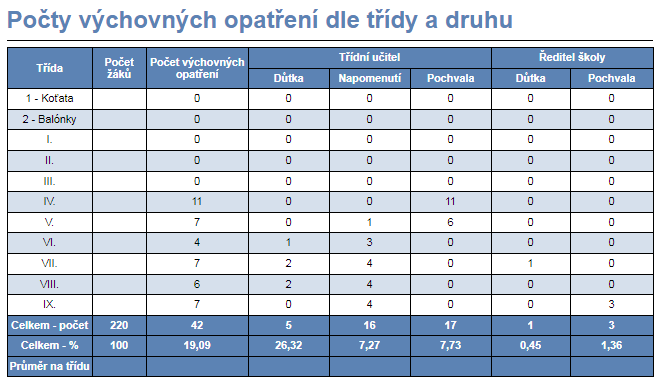 Počty výchovných opatření dle třídy a druhu
Třída Počet žáků Počet výchovných opatření Třídní učitel Ředitel školy
Důtka Napomenutí Pochvala Důtka Pochvala
1 - Koťata 0 0 0 0 0 0
2 - Balónky 0 0 0 0 0 0
I. 0 0 0 0 0 0
II. 0 0 0 0 0 0
III. 0 0 0 0 0 0
IV. 11 0 0 11 0 0
V. 7 0 1 6 0 0
VI. 4 1 3 0 0 0
VII. 7 2 4 0 1 0
VIII. 6 2 4 0 0 0
IX. 7 0 4 0 0 3
Celkem - počet 220 42 5 16 17 1 3
Celkem - % 100 19,09 26,32 7,27 7,73 0,45 1,36
Průměr na třídu